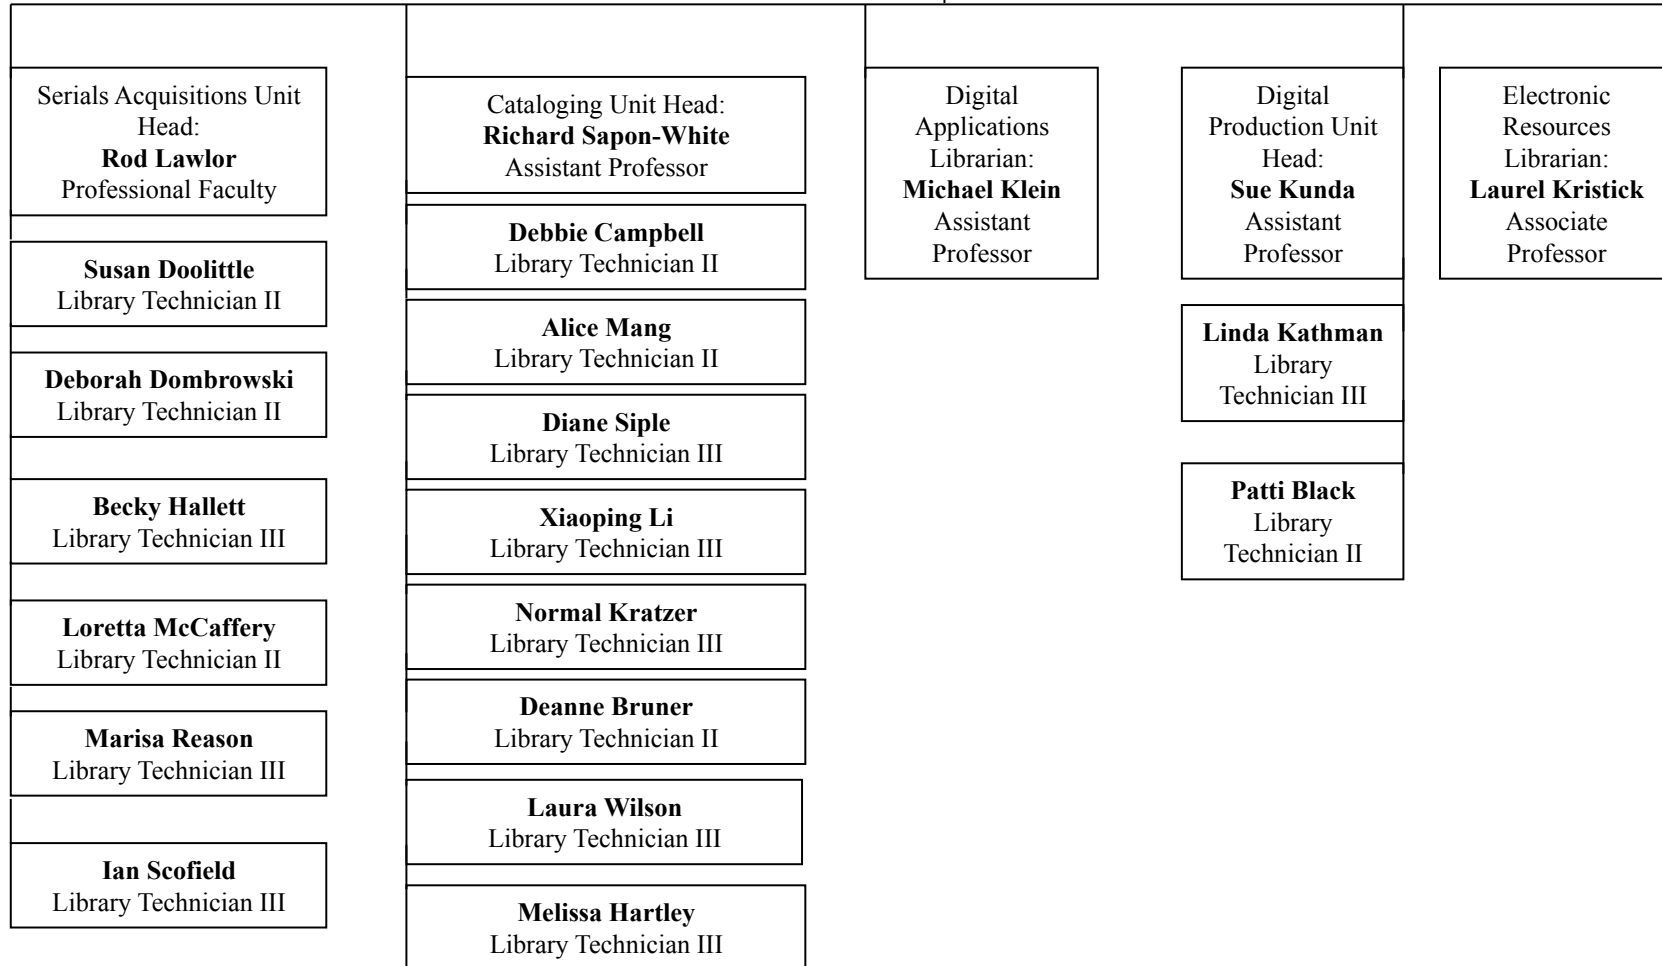 Serials Acquisitions Unit
Head:
Rod Lawlor
Professional Faculty
Susan Doolittle
Library Technician II
Deborah Dombrowski
Library Technician II
Becky Hallett
Library Technician III
Loretta McCaffery
Library Technician II
Marisa Reason
Library Technician III
Ian Scofield
Library Technician III
Cataloging Unit Head:
Richard Sapon-White
Assistant Professor
Debbie Campbell
Library Technician II
Alice Mang
Library Technician II
Diane Siple
Library Technician III
Xiaoping Li
Library Technician III
Normal Kratzer
Library Technician III
Deanne Bruner
Library Technician II
Laura Wilson
Library Technician III
Melissa Hartley
Library Technician III
Digital
Applications
Librarian:
Michael Klein
Assistant
Professor
Digital
Production Unit
Head:
Sue Kunda
Assistant
Professor
Linda Kathman
Library
Technician III
Patti Black
Library
Technician II
Electronic
Resources
Librarian:
Laurel Kristick
Associate
Professor